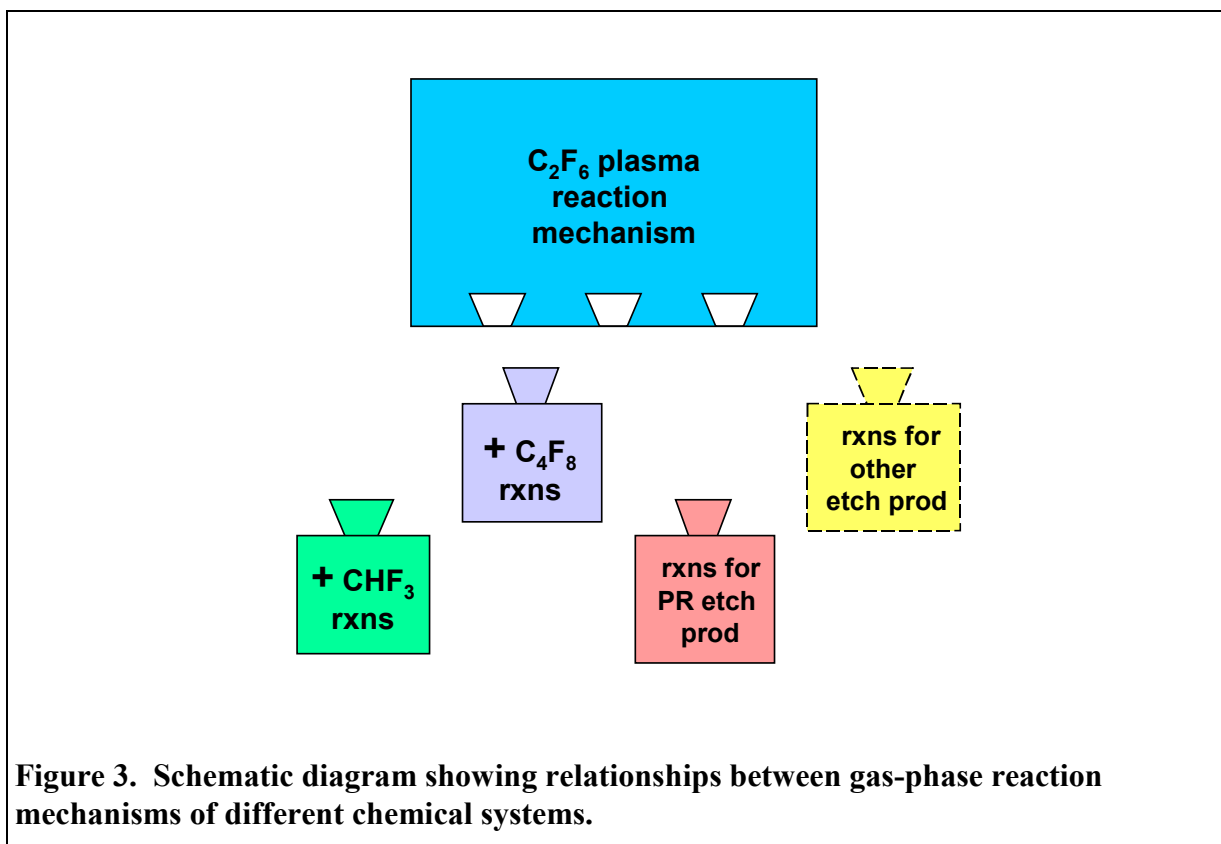 C₂F₆ plasma
reaction
mechanism
+ C₄F₈
rxns
rxns for
other
etch prod
+ CHF₃
rxns
rxns for
PR etch
prod
Figure 3. Schematic diagram showing relationships between gas-phase reaction
mechanisms of different chemical systems.